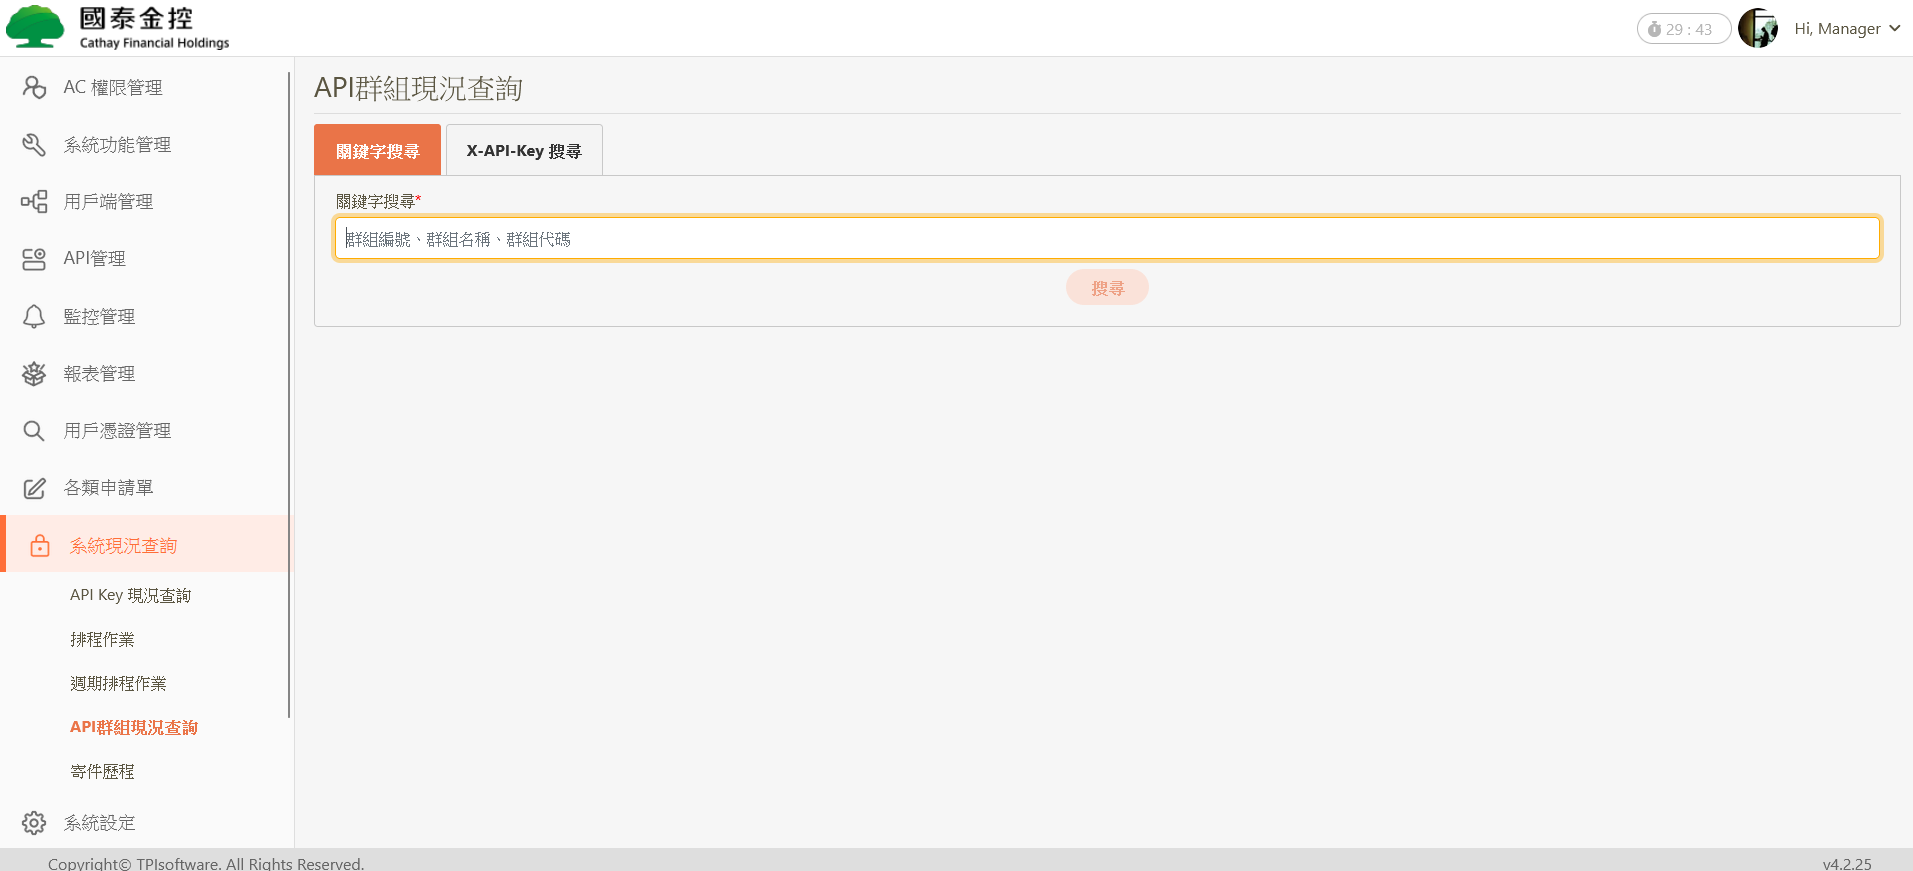 國泰金控
Cathay Financial Holdings
29 : 43
Hi, Manager
AC 權限管理
系統功能管理
用戶端管理
API管理
監控管理
報表管理
用戶憑證管理
各類申請單
系統現況查詢
API Key 現況查詢
排程作業
週期排程作業
API群組現況查詢
寄件歷程
系統設定
API群組現況查詢
關鍵字搜尋
X-API-Key 搜尋
關鍵字搜尋*
群組編號、群組名稱、群組代碼
搜尋
Copyright© TPIsoftware. All Rights Reserved.
v4.2.25